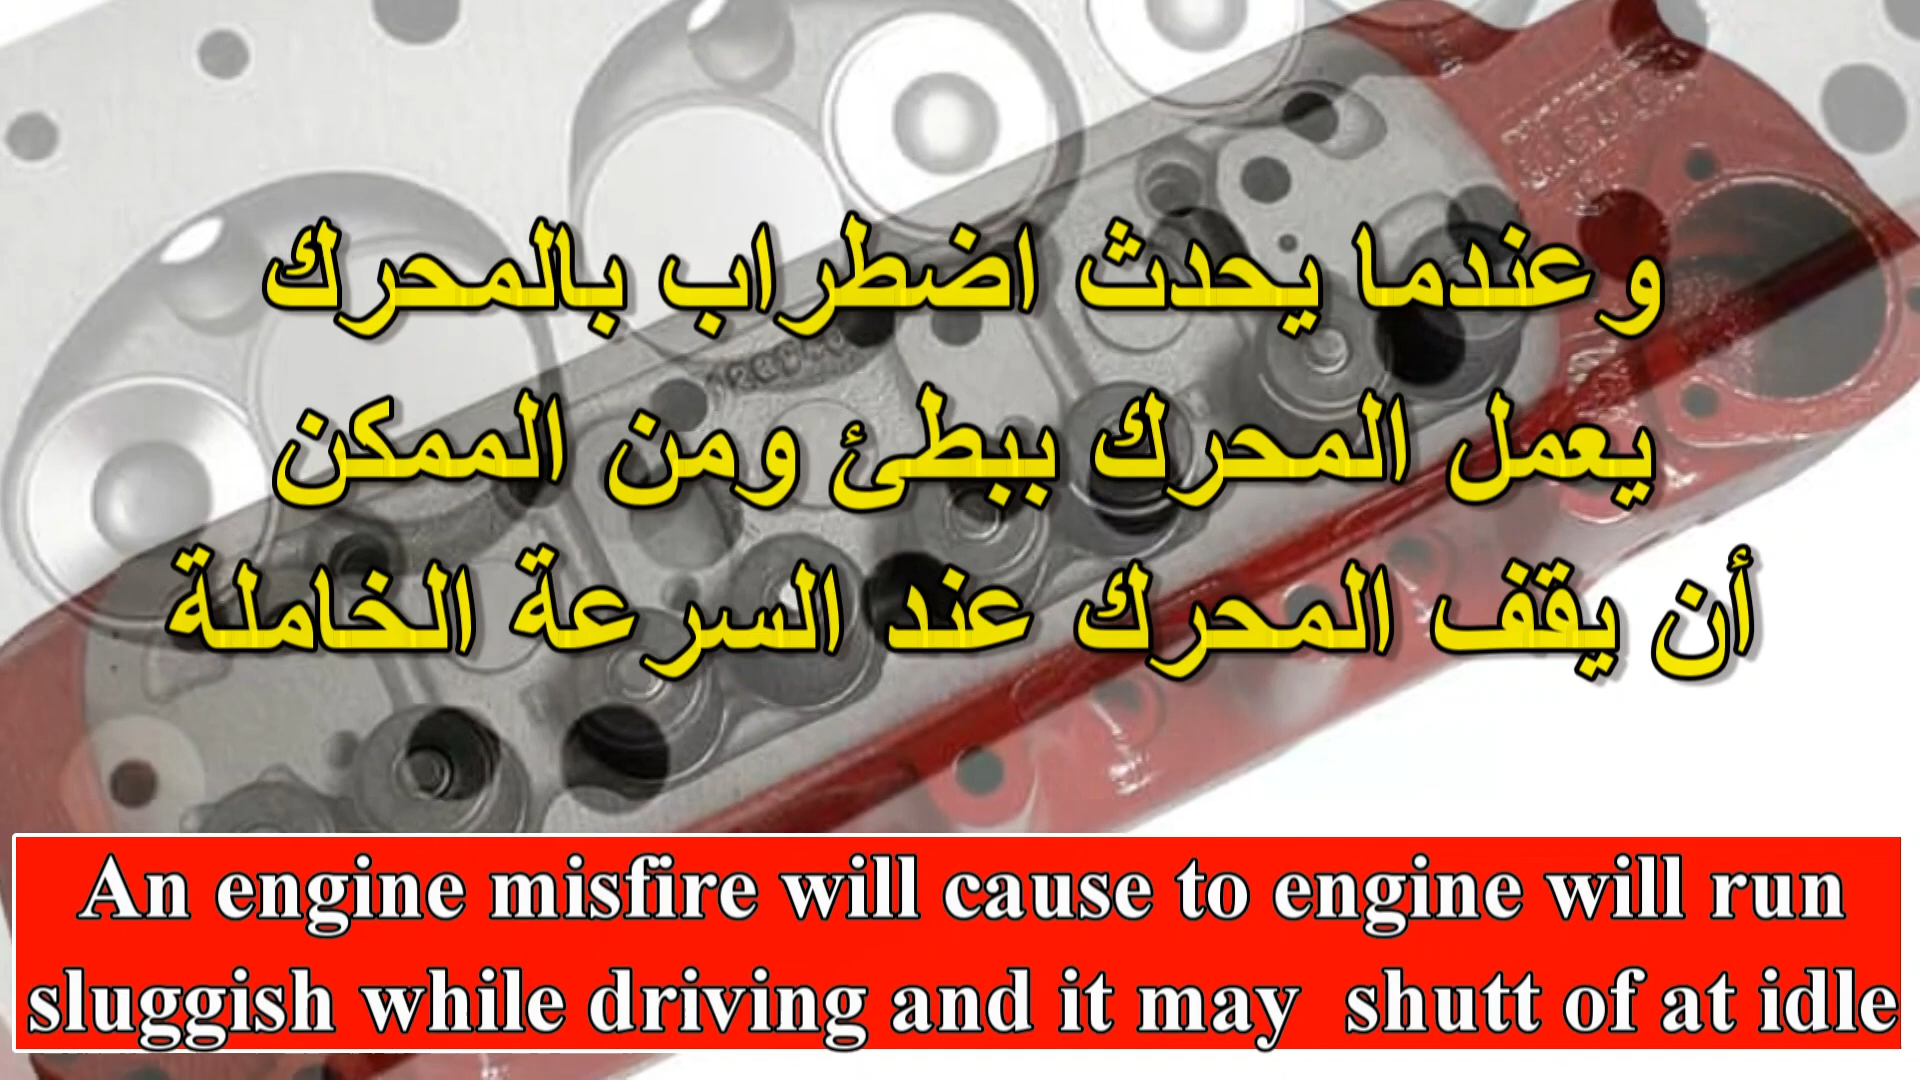 وعندما يحدث اضطراب بالمحرك
يعمل المحرك ببطئ ومن الممكن
أن يقف المحرك عند السرعة الخاملة
An engine misfire will cause to engine will run
sluggish while driving and it may shutt of at idle